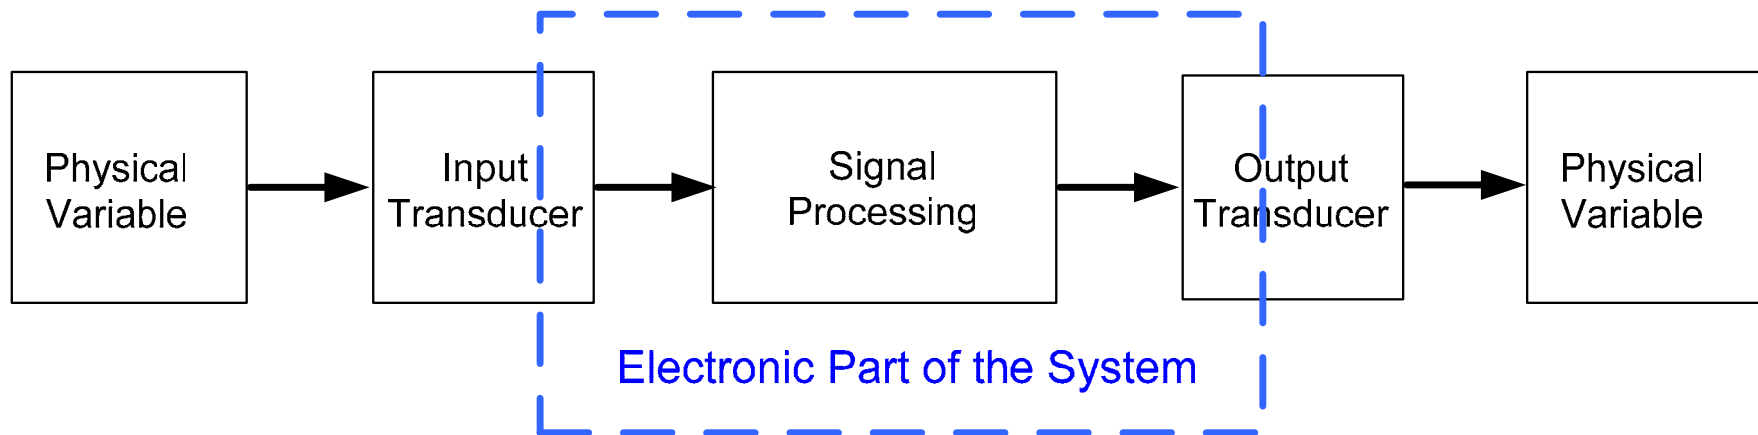 Physical
Variable
Input
Transducer
Signal
Processing
Output
Transducer
Physical
Variable
Electronic Part of the System